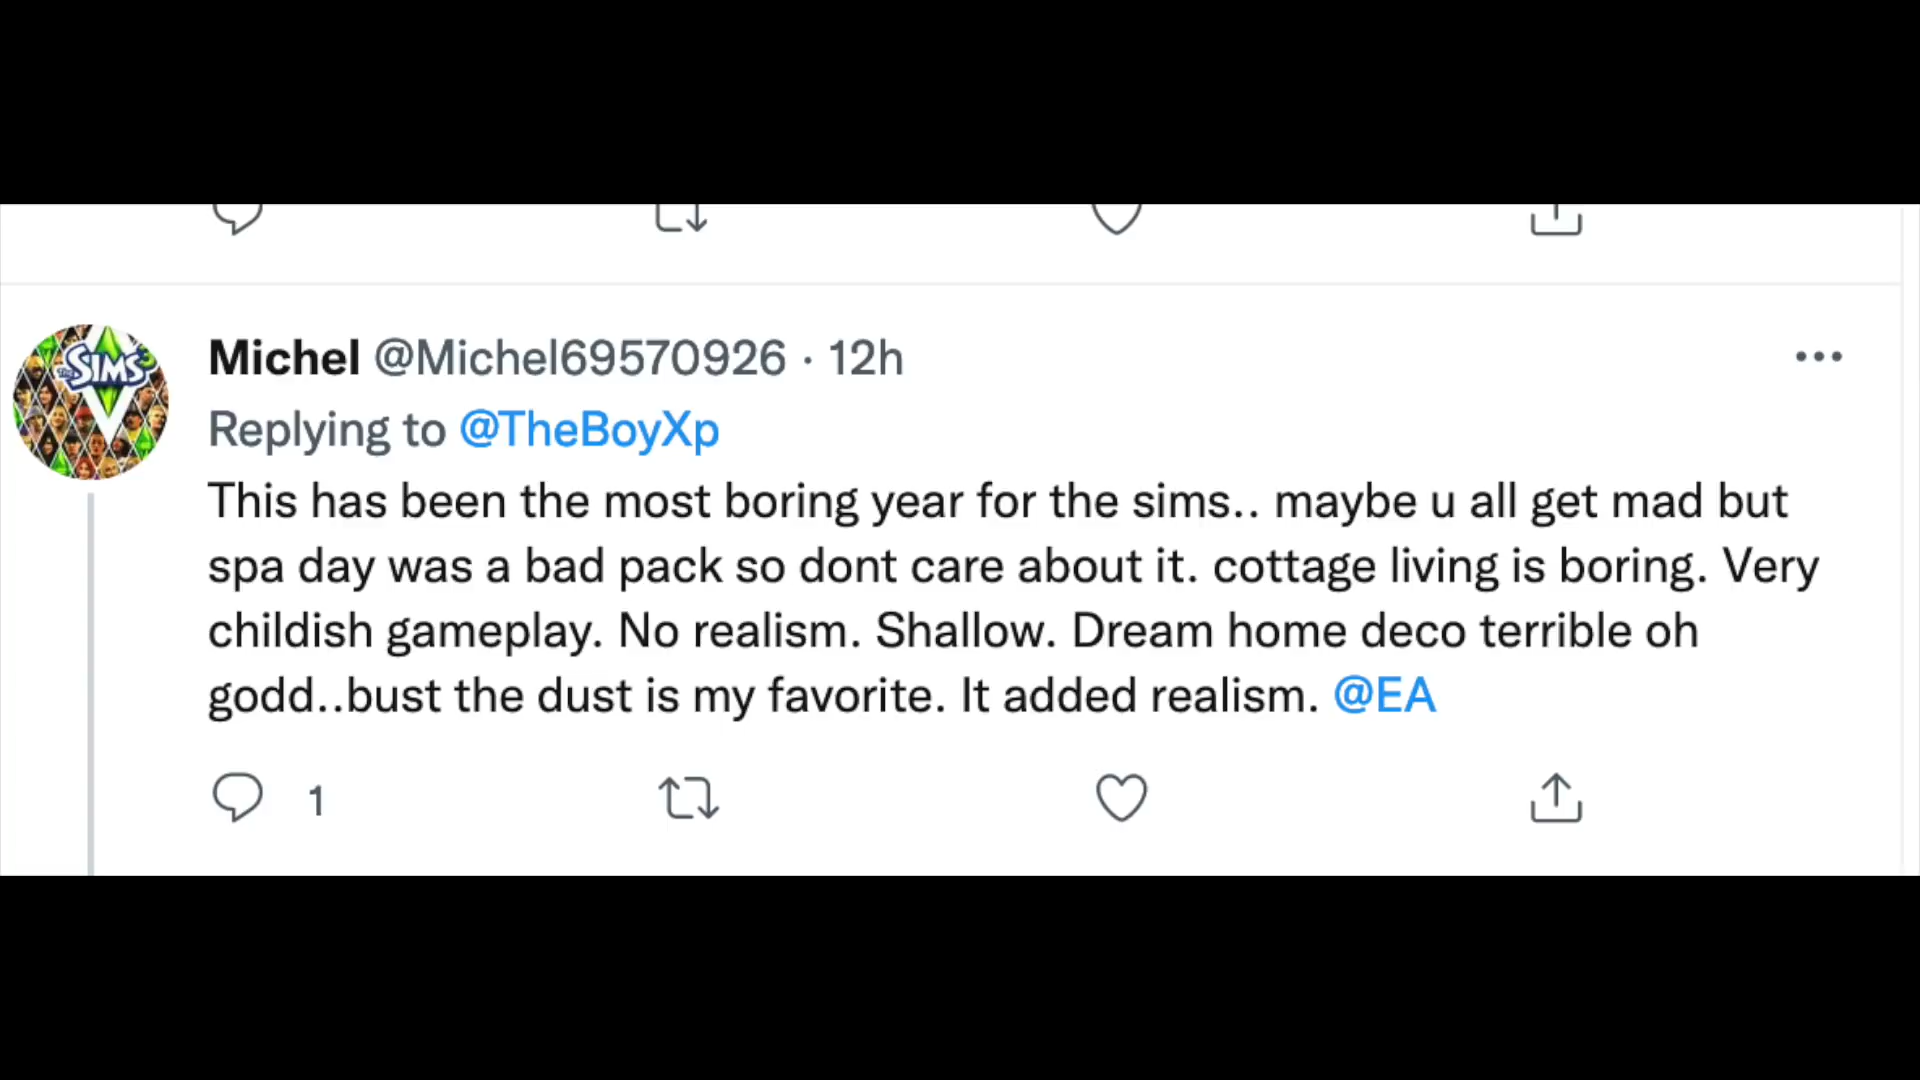 THE SIMS 3
Michel @Michel69570926 · 12h
Replying to @TheBoyXp
This has been the most boring year for the sims.. maybe u all get mad but
spa day was a bad pack so dont care about it. cottage living is boring. Very
childish gameplay. No realism. Shallow. Dream home deco terrible oh
godd..bust the dust is my favorite. It added realism. @EA
1